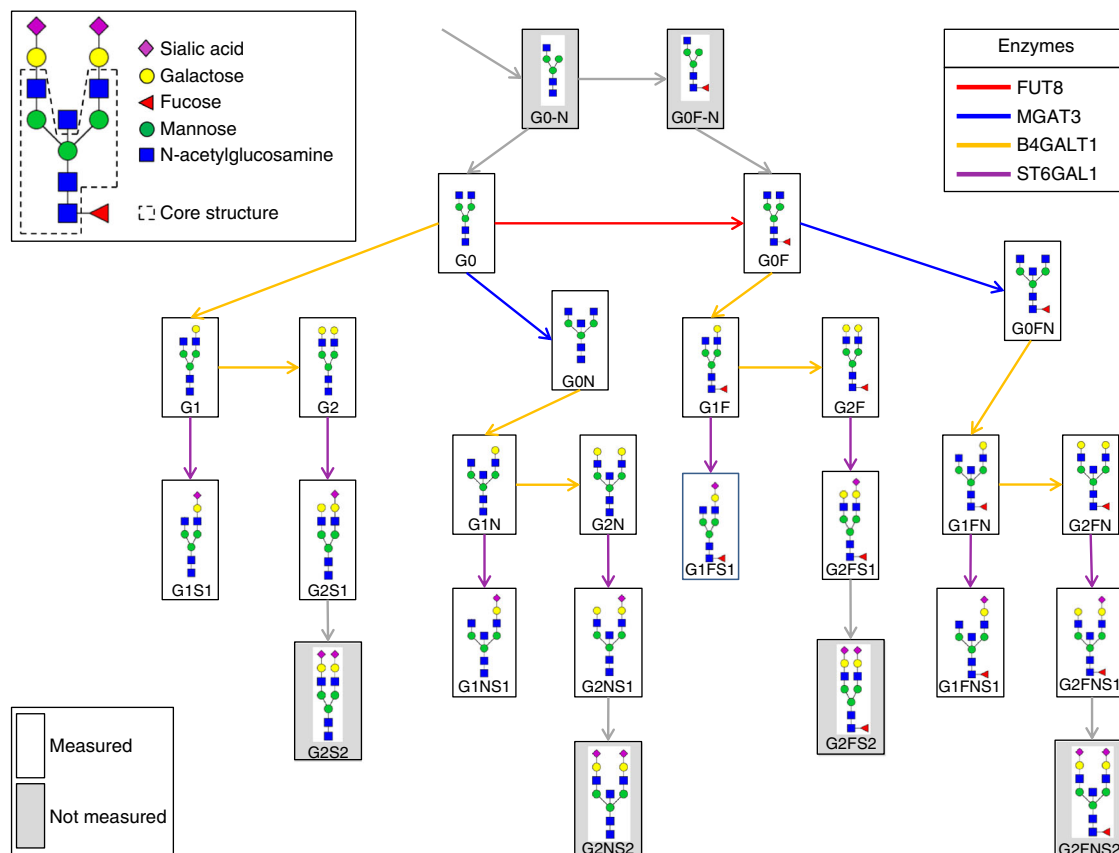 Sialic acid
Galactose
Fucose
Mannose
N-acetylglucosamine
Core structure
G0-N
G0F-N
Enzymes
FUT8
MGAT3
B4GALT1
ST6GAL1
G0
G0F
G0FN
G0N
G1
G2
G1F
G2F
G1N
G2N
G1FN
G2FN
G1S1
G2S1
G1FS1
G2FS1
G1NS1
G2NS1
G1FNS1
G2FNS1
G2S2
G2FS2
G2NS2
G2FNS2
Measured
Not measured